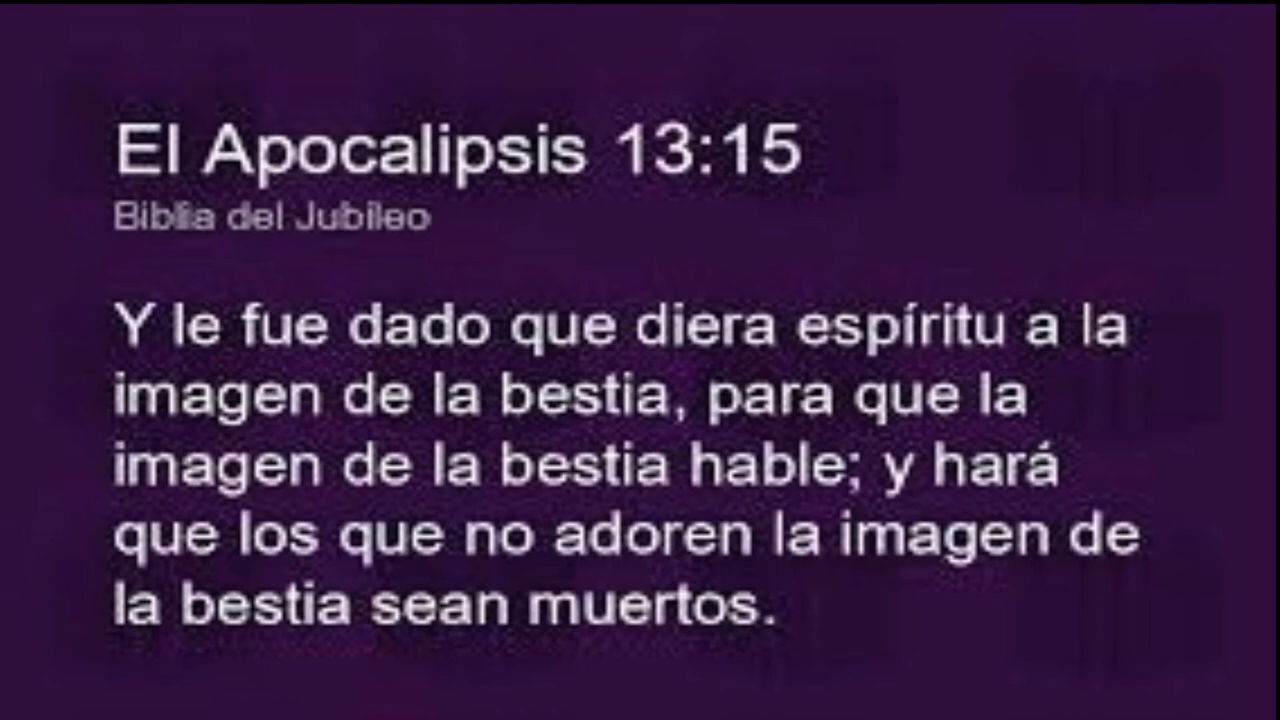 El Apocalipsis 13:15
Biblia del Jubileo
Y le fue dado que diera espíritu a la
imagen de la bestia, para que la
imagen de la bestia hable; y hará
que los que no adoren la imagen de
la bestia sean muertos.